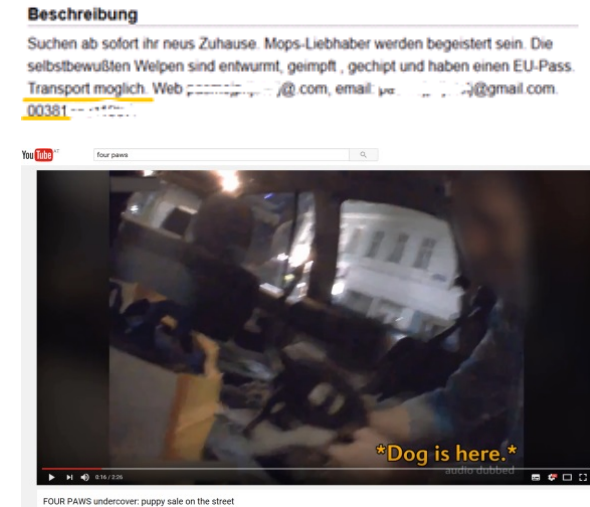 Beschreibung
Suchen ab sofort ihr neus Zuhause. Mops-Liebhaber werden begeistert sein. Die
selbstbewußten Welpen sind entwurmt, geimpft , gechipt und haben einen EU-Pass.
Transport moglich. Web @.com, email: @gmail.com.
00381
YouTube AT
four paws
*Dog is here.*
audio dubbed
0:16 / 2:26
FOUR PAWS undercover: puppy sale on the street